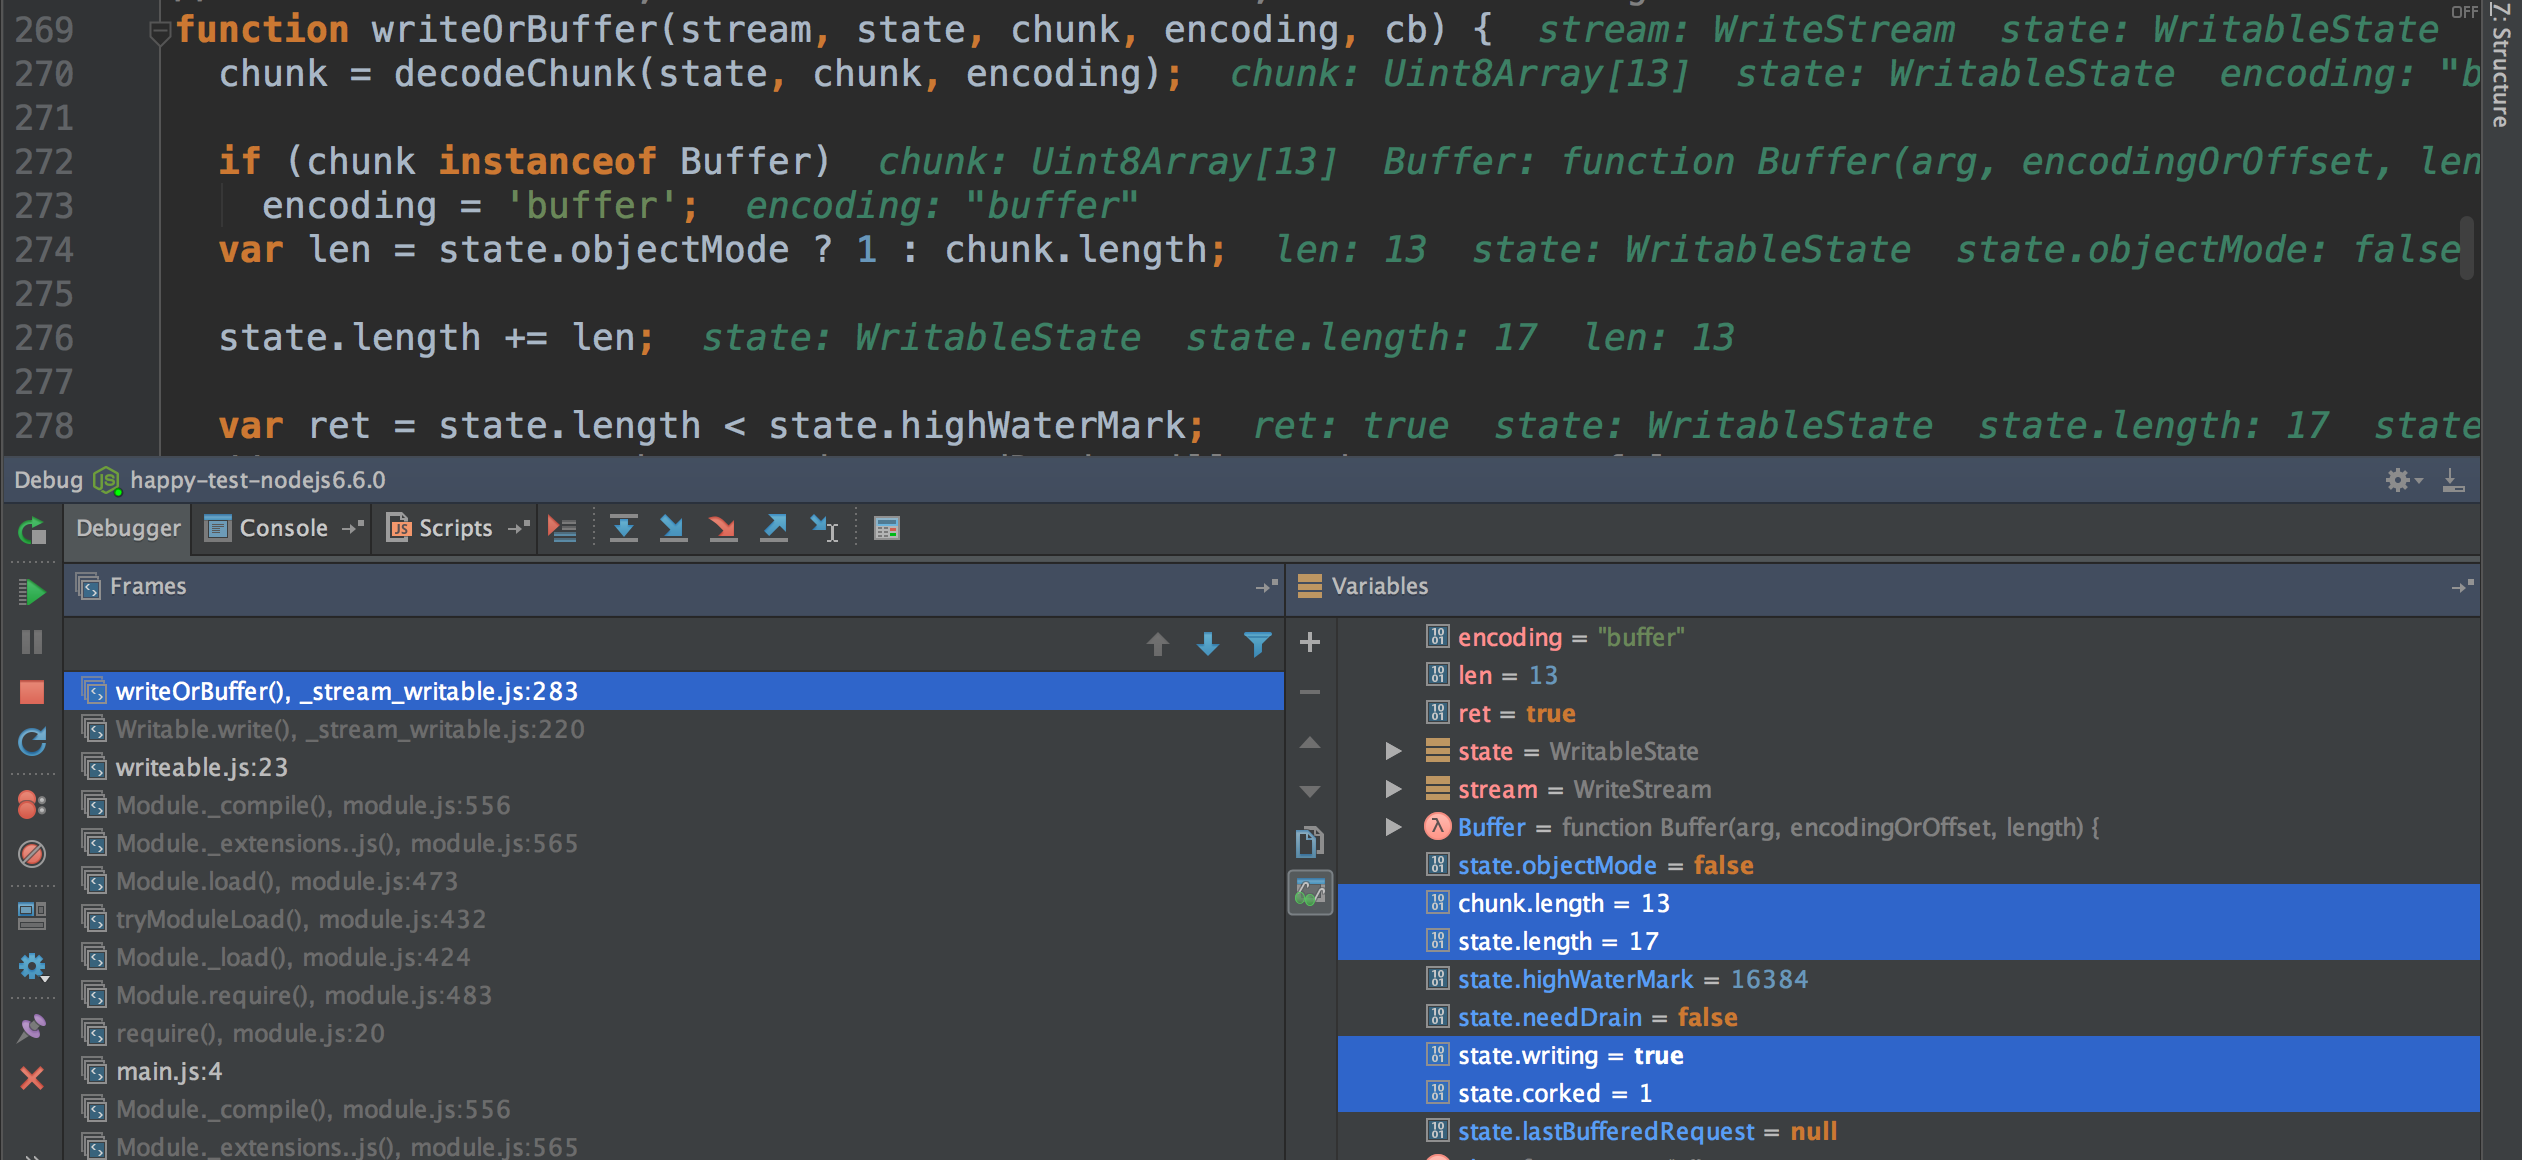 269 function writeOrBuffer(stream, state, chunk, encoding, cb) { stream: WriteStream state: WritableState
270 chunk = decodeChunk(state, chunk, encoding); chunk: Uint8Array[13] state: WritableState encoding: "b
271
272 if (chunk instanceof Buffer) chunk: Uint8Array[13] Buffer: function Buffer(arg, encodingOrOffset, len
273 encoding = 'buffer'; encoding: "buffer"
274 var len = state.objectMode ? 1 : chunk.length; len: 13 state: WritableState state.objectMode: false
275
276 state.length += len; state: WritableState state.length: 17 len: 13
277
278 var ret = state.length < state.highWaterMark; ret: true state: WritableState state.length: 17 state
OFF
7: Structure
Debug happy-test-nodejs6.6.0
Debugger Console Scripts
Frames
writeOrBuffer(), _stream_writable.js:283
Writable.write(), _stream_writable.js:220
writeable.js:23
Module._compile(), module.js:556
Module._extensions..js(), module.js:565
Module.load(), module.js:473
tryModuleLoad(), module.js:432
Module._load(), module.js:424
Module.require(), module.js:483
require(), module.js:20
main.js:4
Module._compile(), module.js:556
Module._extensions..js(), module.js:565
Variables
encoding = "buffer"
len = 13
ret = true
state = WritableState
stream = WriteStream
Buffer = function Buffer(arg, encodingOrOffset, length) {
state.objectMode = false
chunk.length = 13
state.length = 17
state.highWaterMark = 16384
state.needDrain = false
state.writing = true
state.corked = 1
state.lastBufferedRequest = null